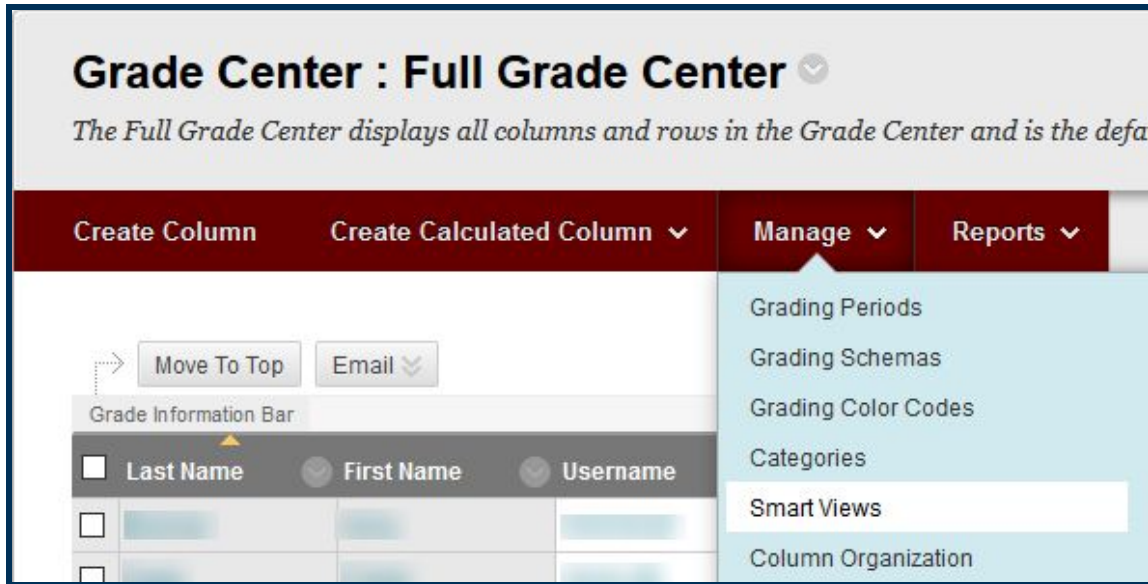 Grade Center : Full Grade Center
The Full Grade Center displays all columns and rows in the Grade Center and is the defa
Create Column Create Calculated Column Manage Reports
Grading Periods
Grading Schemas
Grading Color Codes
Categories
Smart Views
Column Organization
Move To Top Email
Grade Information Bar
Last Name First Name Username